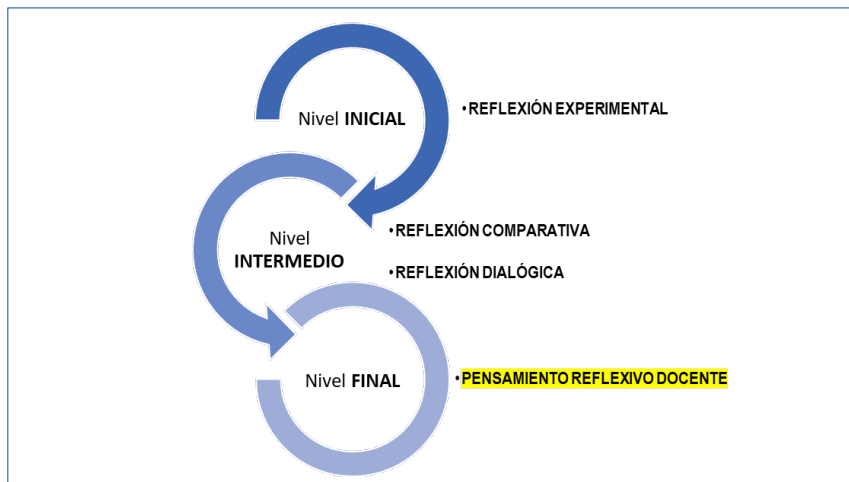 Nivel INICIAL
•REFLEXIÓN EXPERIMENTAL
Nivel
INTERMEDIO
•REFLEXIÓN COMPARATIVA
•REFLEXIÓN DIALÓGICA
Nivel FINAL
•PENSAMIENTO REFLEXIVO DOCENTE